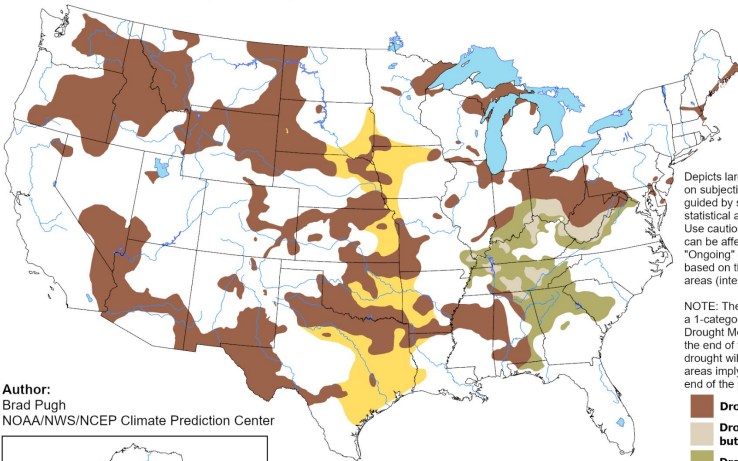 Depicts lar
on subjecti
guided by s
statistical a
Use cautio
can be affe
"Ongoing"
based on th
areas (inte
NOTE: The
a 1-catego
Drought Mo
the end of
drought wil
areas imply
end of the
Author:
Brad Pugh
NOAA/NWS/NCEP Climate Prediction Center
Dro
Dro
but